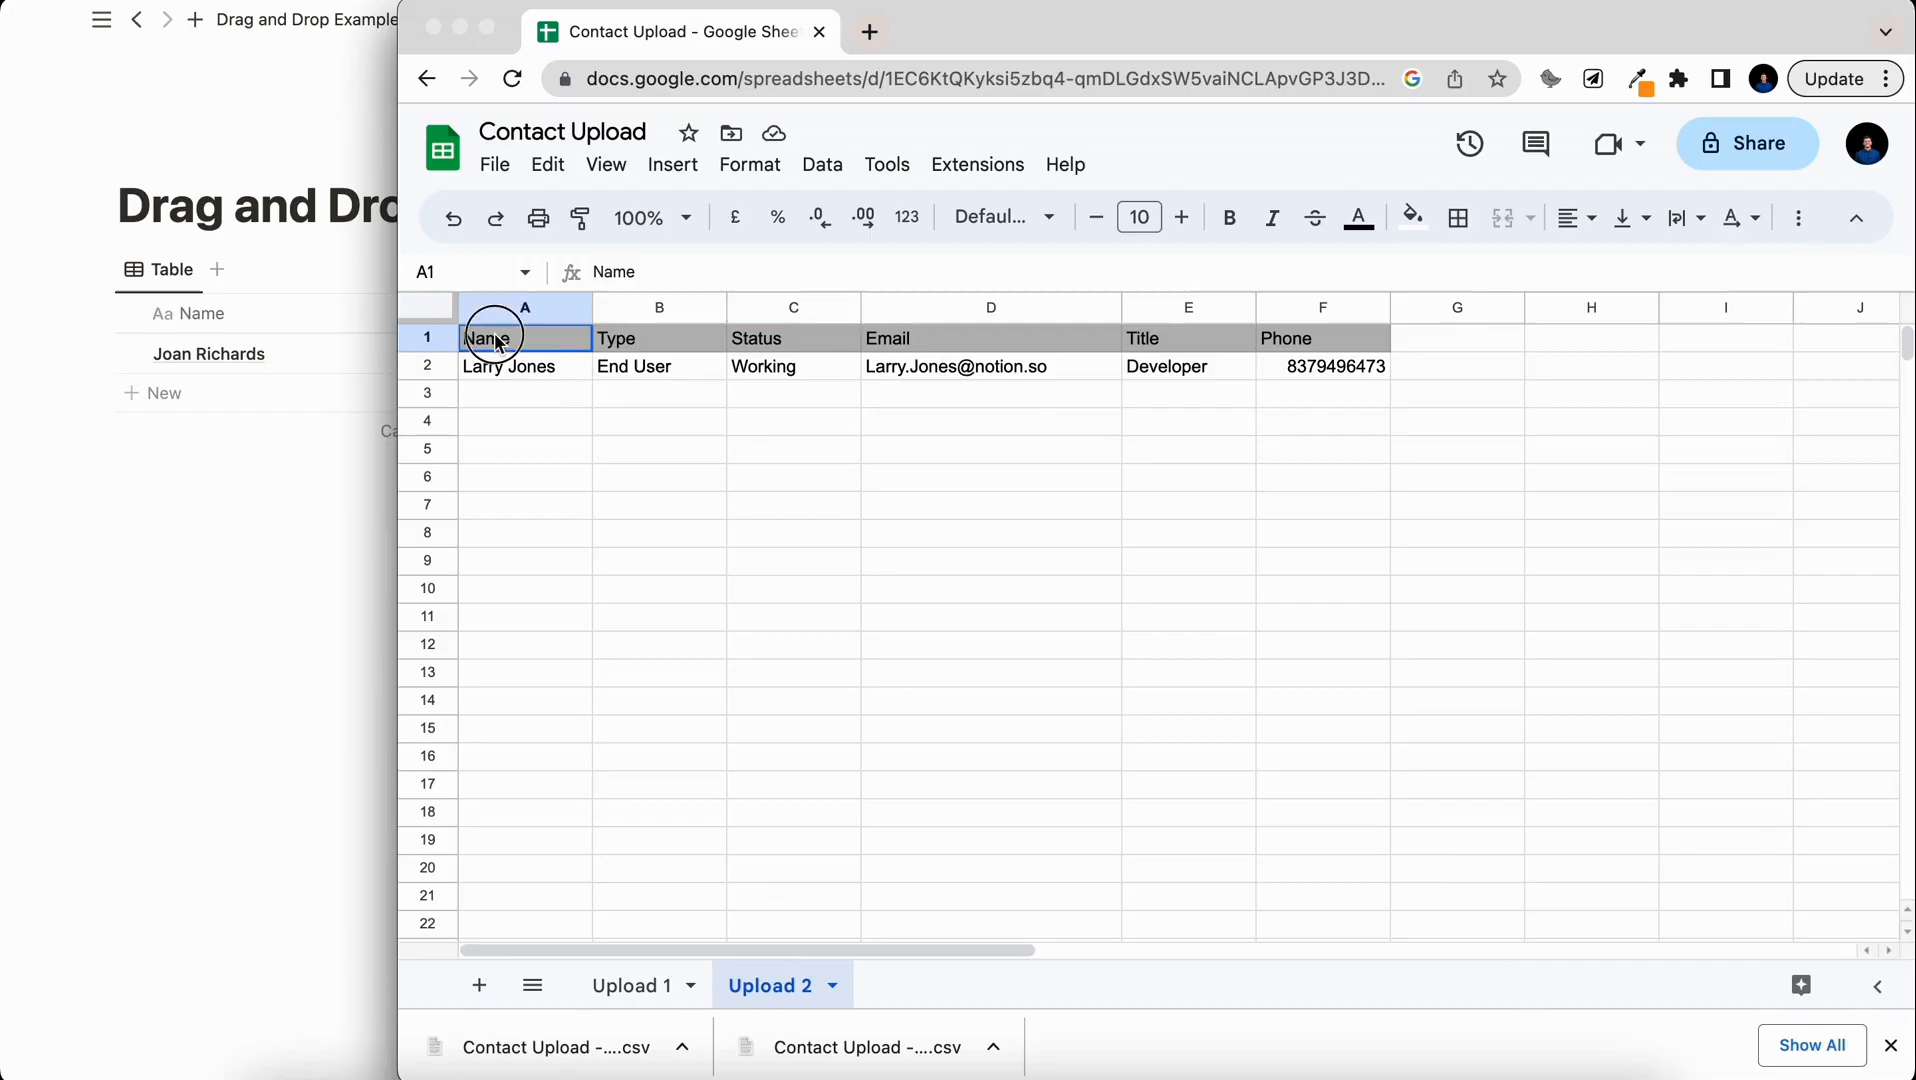 Drag and Drop Example
Drag and Dro
Table
Aa Name
Joan Richards
New
Ca
Contact Upload - Google Shee
docs.google.com/spreadsheets/d/1EC6KtQKyksi5zbq4-qmDLGdxSW5vaiNCLApvGP3J3D...
Update
Contact Upload
File Edit View Insert Format Data Tools Extensions Help
Share
100% £ % .0 .00 123 Defaul... 10 B I S A
A1 fx Name
A B C D E F G H I J
1 Name Type Status Email Title Phone
2 Larry Jones End User Working Larry.Jones@notion.so Developer 8379496473
3
4
5
6
7
8
9
10
11
12
13
14
15
16
17
18
19
20
21
22
Upload 1 Upload 2
Contact Upload -....csv Contact Upload -....csv Show All